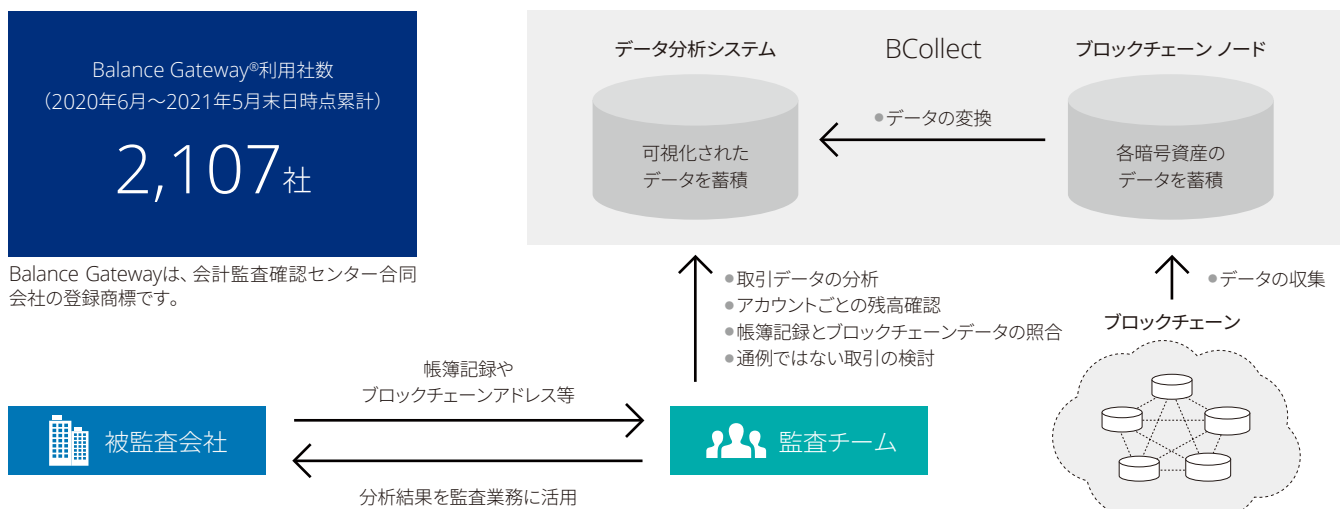 Balance Gateway®利用社数
（2020年6月～2021年5月末日時点累計）
2,107社
Balance Gatewayは、会計監査確認センター合同
会社の登録商標です。
データ分析システム
BCollect
ブロックチェーン ノード
可視化された
データを蓄積
●データの変換
各暗号資産の
データを蓄積
●取引データの分析
●アカウントごとの残高確認
●帳簿記録とブロックチェーンデータの照合
●通例ではない取引の検討
●データの収集
ブロックチェーン
帳簿記録や
ブロックチェーンアドレス等
被監査会社
監査チーム
分析結果を監査業務に活用